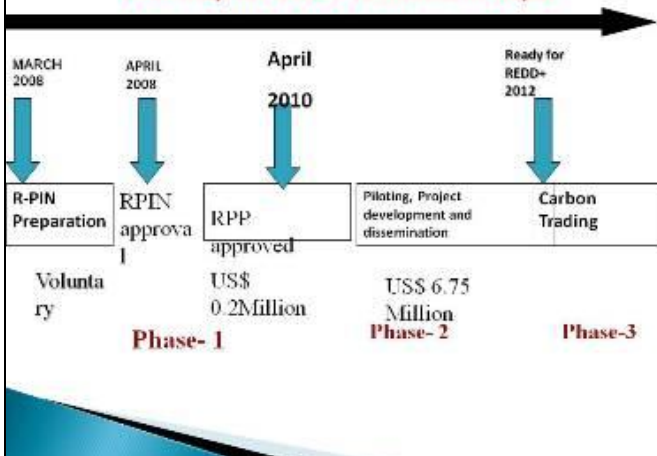 MARCH
2008
APRIL
2008
April
2010
Ready for
REDD+
2012
R-PIN
Preparation
RPIN
approva
l
RPP
approved
Piloting, Project
development and
dissemination
Carbon
Trading
Volunta
ry
US$
0.2Million
US$ 6.75
Million
Phase- 1
Phase- 2
Phase-3